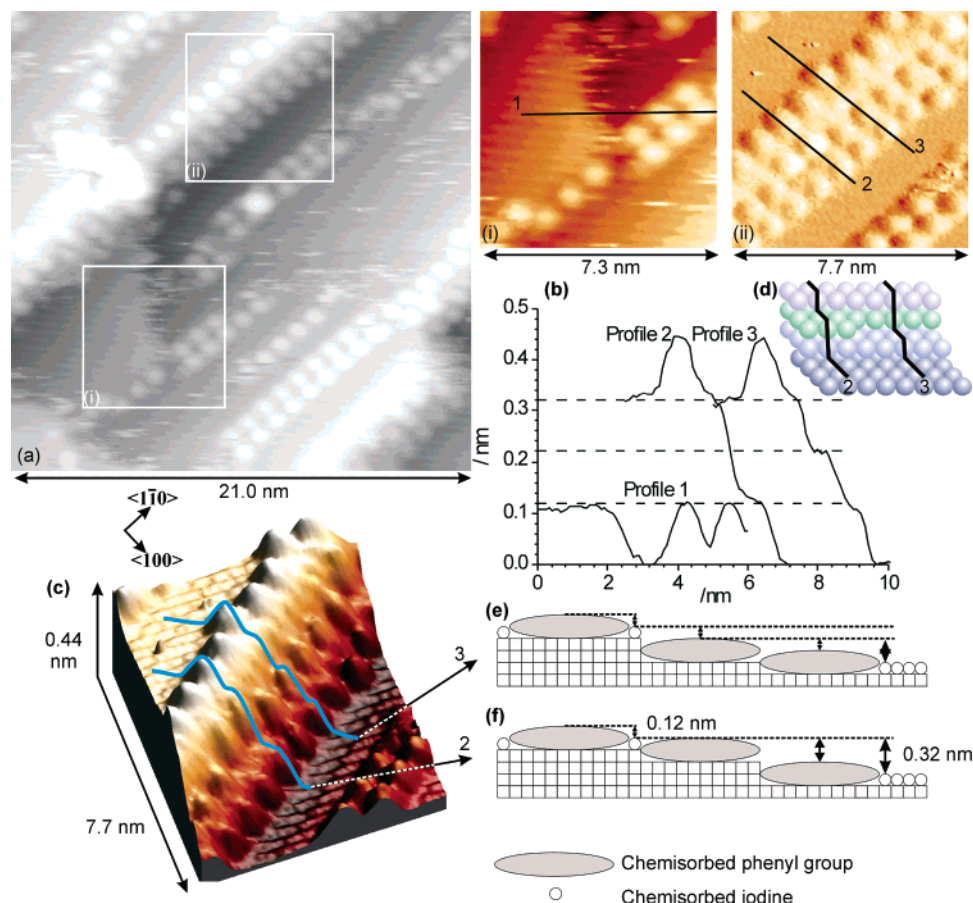 (a)
(i)
(ii)
21.0 nm
(i)
1
7.3 nm
(ii)
2
3
7.7 nm
<11̄0>
<100>
(b)
/ nm
0.5
0.4
0.3
0.2
0.1
0.0
Profile 2
Profile 3
Profile 1
0
2
4
6
8
10
/nm
(d)
2
3
(c)
0.44
nm
7.7 nm
3
2
(e)
(f)
0.12 nm
0.32 nm
Chemisorbed phenyl group
Chemisorbed iodine